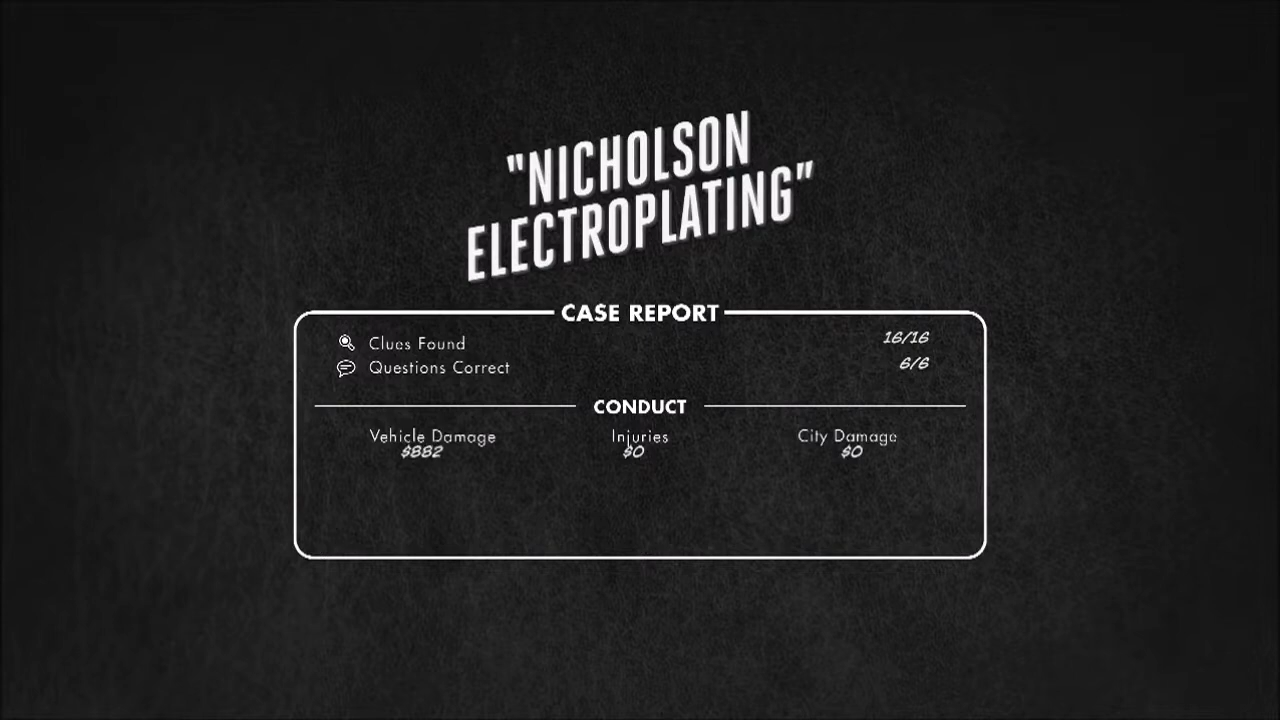 "NICHOLSON
ELECTROPLATING"
CASE REPORT
Clues Found 16/16
Questions Correct 6/6
CONDUCT
Vehicle Damage Injuries City Damage
$882 $0 $0